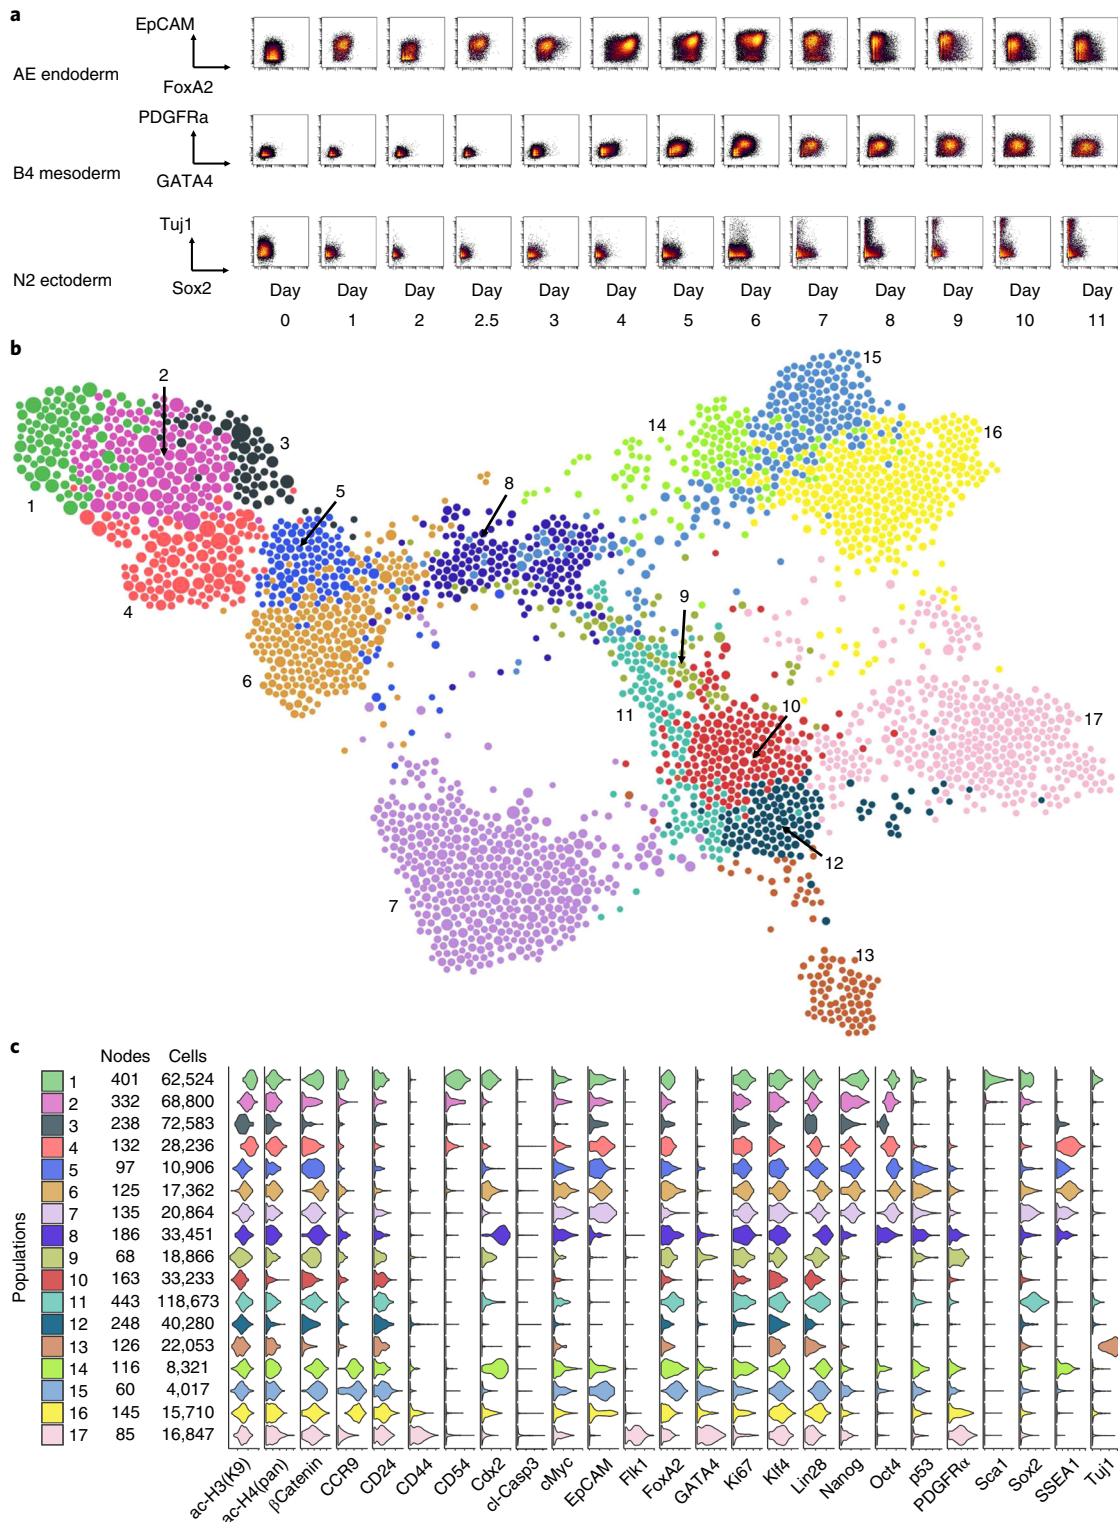 a
EpCAM
FoxA2
AE endoderm
PDGFRa
GATA4
B4 mesoderm
Tuj1
Sox2
N2 ectoderm
Day Day Day Day Day Day Day Day Day Day Day Day Day
0 1 2 2.5 3 4 5 6 7 8 9 10 11
b
1
2
3
4
5
6
7
8
9
10
11
12
13
14
15
16
17
c
Nodes Cells
Populations
1 401 62,524
2 332 68,800
3 238 72,583
4 132 28,236
5 97 10,906
6 125 17,362
7 135 20,864
8 186 33,451
9 68 18,866
10 163 33,233
11 443 118,673
12 248 40,280
13 126 22,053
14 116 8,321
15 60 4,017
16 145 15,710
17 85 16,847
ac-H3(K9)
ac-H4(pan)
βCatenin
CCR9
CD24
CD44
CD54
Cdx2
cl-Casp3
cMyc
EpCAM
Flk1
FoxA2
GATA4
Ki67
Klf4
Lin28
Nanog
Oct4
p53
PDGFRα
Sca1
Sox2
SSEA1
Tuj1